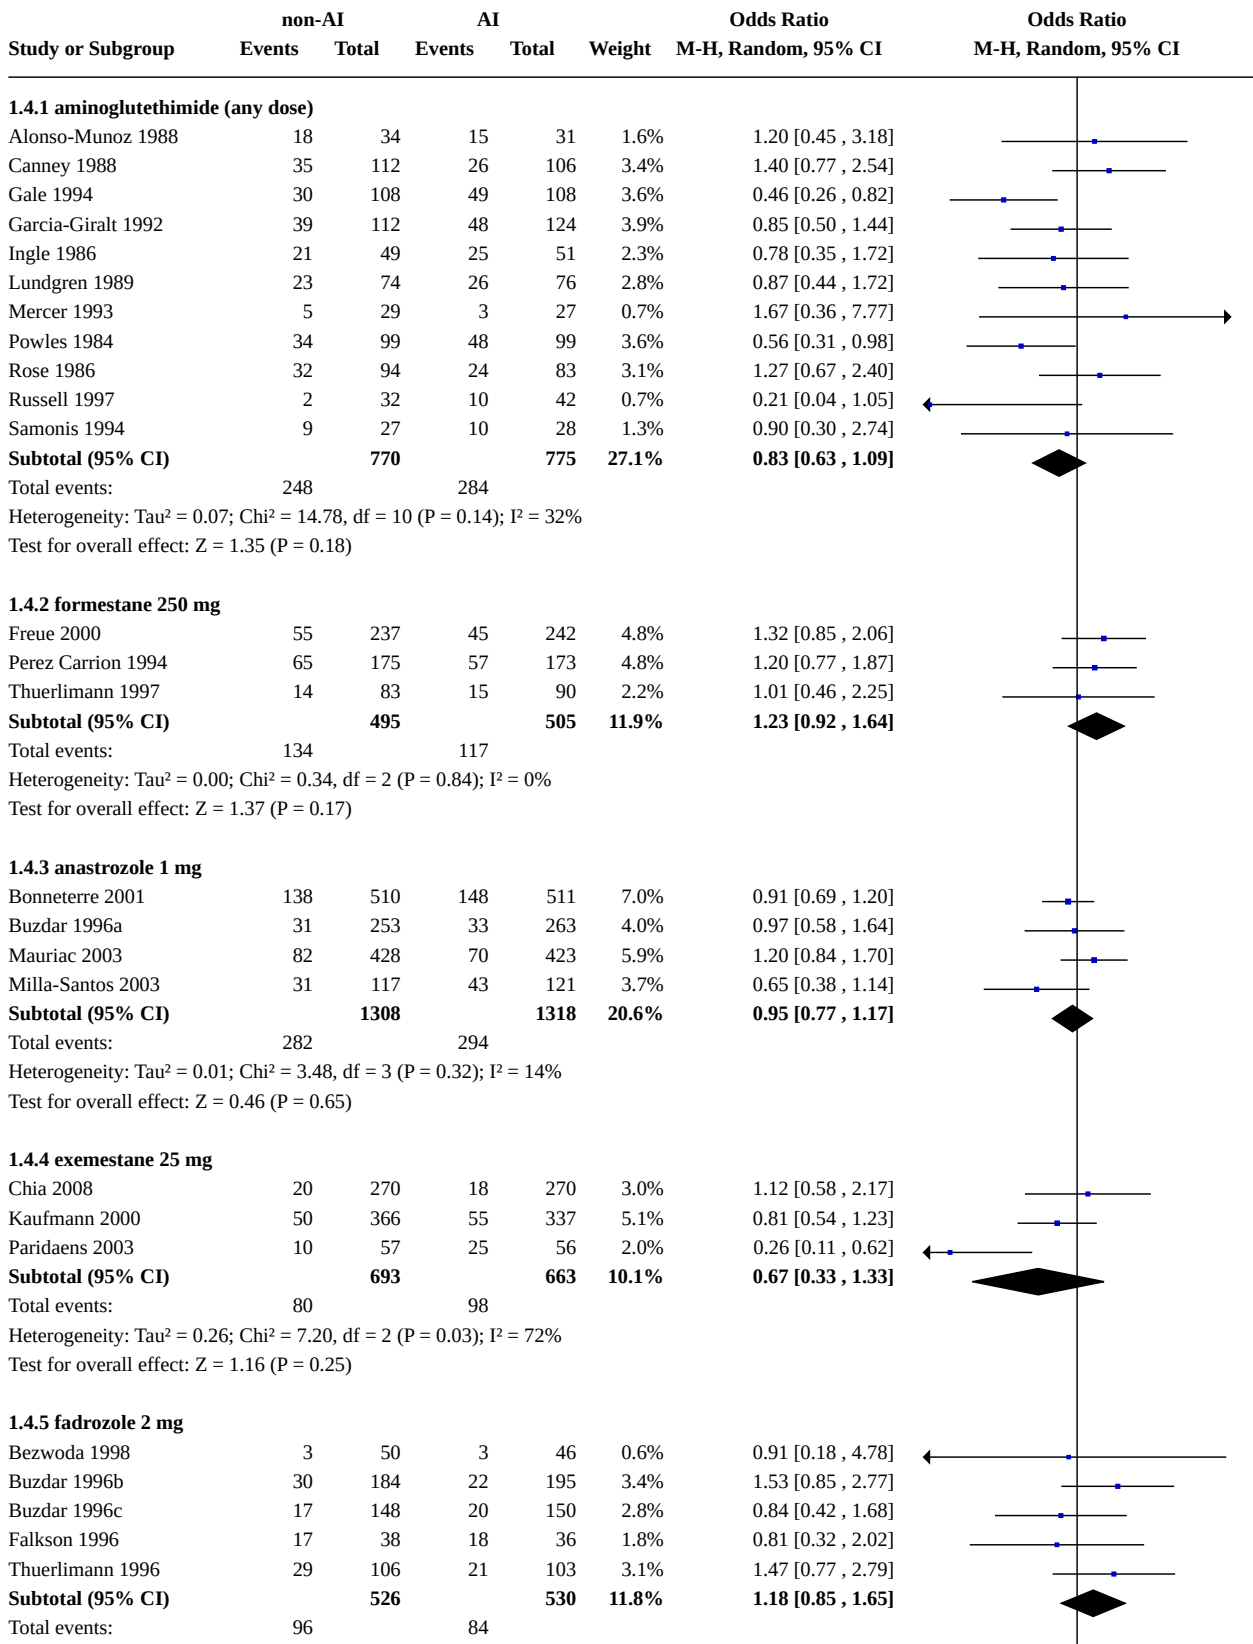 non-AI AI Odds Ratio Odds Ratio
Study or Subgroup Events Total Events Total Weight M-H, Random, 95% CI M-H, Random, 95% CI
1.4.1 aminoglutethimide (any dose)
Alonso-Munoz 1988 18 34 15 31 1.6% 1.20 [0.45 , 3.18]
Canney 1988 35 112 26 106 3.4% 1.40 [0.77 , 2.54]
Gale 1994 30 108 49 108 3.6% 0.46 [0.26 , 0.82]
Garcia-Giralt 1992 39 112 48 124 3.9% 0.85 [0.50 , 1.44]
Ingle 1986 21 49 25 51 2.3% 0.78 [0.35 , 1.72]
Lundgren 1989 23 74 26 76 2.8% 0.87 [0.44 , 1.72]
Mercer 1993 5 29 3 27 0.7% 1.67 [0.36 , 7.77]
Powles 1984 34 99 48 99 3.6% 0.56 [0.31 , 0.98]
Rose 1986 32 94 24 83 3.1% 1.27 [0.67 , 2.40]
Russell 1997 2 32 10 42 0.7% 0.21 [0.04 , 1.05]
Samonis 1994 9 27 10 28 1.3% 0.90 [0.30 , 2.74]
Subtotal (95% CI) 770 775 27.1% 0.83 [0.63 , 1.09]
Total events: 248 284
Heterogeneity: Tau² = 0.07; Chi² = 14.78, df = 10 (P = 0.14); I² = 32%
Test for overall effect: Z = 1.35 (P = 0.18)
1.4.2 formestane 250 mg
Freue 2000 55 237 45 242 4.8% 1.32 [0.85 , 2.06]
Perez Carrion 1994 65 175 57 173 4.8% 1.20 [0.77 , 1.87]
Thuerlimann 1997 14 83 15 90 2.2% 1.01 [0.46 , 2.25]
Subtotal (95% CI) 495 505 11.9% 1.23 [0.92 , 1.64]
Total events: 134 117
Heterogeneity: Tau² = 0.00; Chi² = 0.34, df = 2 (P = 0.84); I² = 0%
Test for overall effect: Z = 1.37 (P = 0.17)
1.4.3 anastrozole 1 mg
Bonneterre 2001 138 510 148 511 7.0% 0.91 [0.69 , 1.20]
Buzdar 1996a 31 253 33 263 4.0% 0.97 [0.58 , 1.64]
Mauriac 2003 82 428 70 423 5.9% 1.20 [0.84 , 1.70]
Milla-Santos 2003 31 117 43 121 3.7% 0.65 [0.38 , 1.14]
Subtotal (95% CI) 1308 1318 20.6% 0.95 [0.77 , 1.17]
Total events: 282 294
Heterogeneity: Tau² = 0.01; Chi² = 3.48, df = 3 (P = 0.32); I² = 14%
Test for overall effect: Z = 0.46 (P = 0.65)
1.4.4 exemestane 25 mg
Chia 2008 20 270 18 270 3.0% 1.12 [0.58 , 2.17]
Kaufmann 2000 50 366 55 337 5.1% 0.81 [0.54 , 1.23]
Paridaens 2003 10 57 25 56 2.0% 0.26 [0.11 , 0.62]
Subtotal (95% CI) 693 663 10.1% 0.67 [0.33 , 1.33]
Total events: 80 98
Heterogeneity: Tau² = 0.26; Chi² = 7.20, df = 2 (P = 0.03); I² = 72%
Test for overall effect: Z = 1.16 (P = 0.25)
1.4.5 fadrozole 2 mg
Bezwoda 1998 3 50 3 46 0.6% 0.91 [0.18 , 4.78]
Buzdar 1996b 30 184 22 195 3.4% 1.53 [0.85 , 2.77]
Buzdar 1996c 17 148 20 150 2.8% 0.84 [0.42 , 1.68]
Falkson 1996 17 38 18 36 1.8% 0.81 [0.32 , 2.02]
Thuerlimann 1996 29 106 21 103 3.1% 1.47 [0.77 , 2.79]
Subtotal (95% CI) 526 530 11.8% 1.18 [0.85 , 1.65]
Total events: 96 84